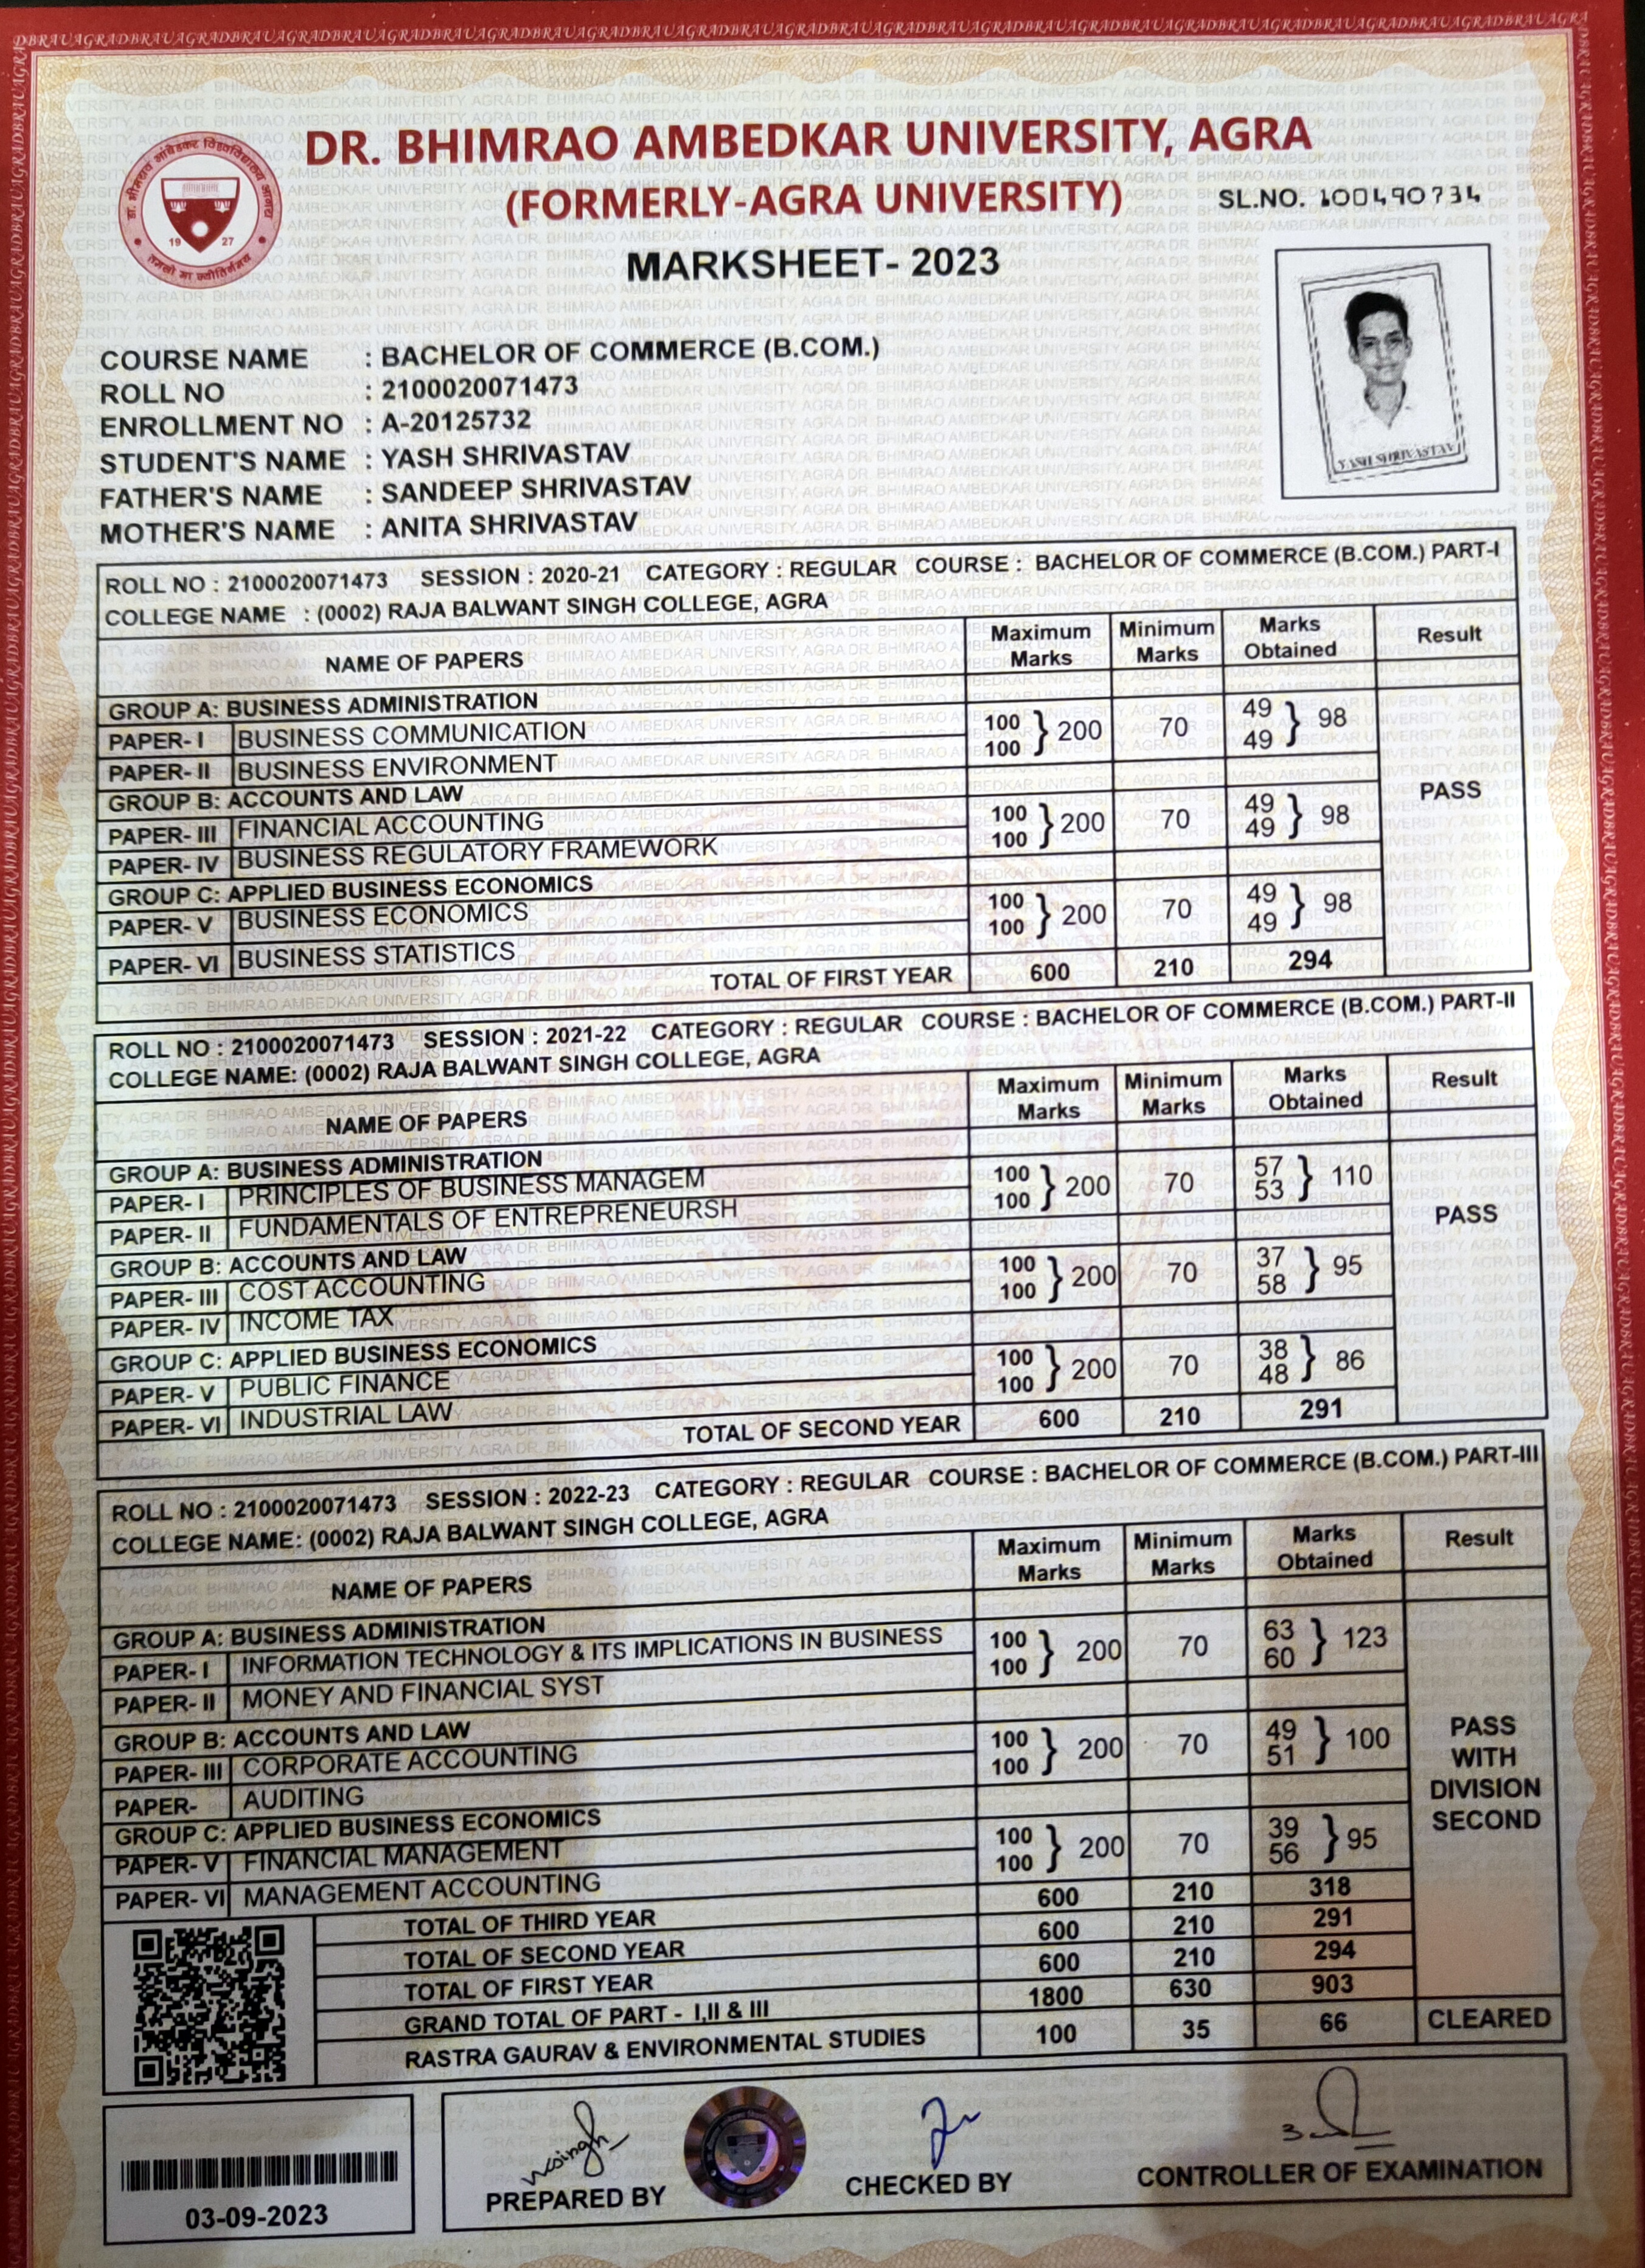 DR. BHIMRAO AMBEDKAR UNIVERSITY, AGRA
(FORMERLY-AGRA UNIVERSITY)
SL.NO. 100490734
MARKSHEET- 2023
डा. भीमराव आंबेडकर विश्वविद्यालय आगरा
19 27
तमसो मा ज्योतिर्गमय
YASH SHRIVASTAV
COURSE NAME : BACHELOR OF COMMERCE (B.COM.)
ROLL NO : 2100020071473
ENROLLMENT NO : A-20125732
STUDENT'S NAME : YASH SHRIVASTAV
FATHER'S NAME : SANDEEP SHRIVASTAV
MOTHER'S NAME : ANITA SHRIVASTAV
ROLL NO : 2100020071473 SESSION : 2020-21 CATEGORY : REGULAR COURSE : BACHELOR OF COMMERCE (B.COM.) PART-I
COLLEGE NAME : (0002) RAJA BALWANT SINGH COLLEGE, AGRA
NAME OF PAPERS Maximum Marks Minimum Marks Marks Obtained Result
GROUP A: BUSINESS ADMINISTRATION
PAPER- I BUSINESS COMMUNICATION 100 49
PAPER- II BUSINESS ENVIRONMENT 100 } 200 70 49 } 98
GROUP B: ACCOUNTS AND LAW
PAPER- III FINANCIAL ACCOUNTING 100 49
PAPER- IV BUSINESS REGULATORY FRAMEWORK 100 } 200 70 49 } 98
PASS
GROUP C: APPLIED BUSINESS ECONOMICS
PAPER- V BUSINESS ECONOMICS 100 49
PAPER- VI BUSINESS STATISTICS 100 } 200 70 49 } 98
TOTAL OF FIRST YEAR 600 210 294
ROLL NO : 2100020071473 SESSION : 2021-22 CATEGORY : REGULAR COURSE : BACHELOR OF COMMERCE (B.COM.) PART-II
COLLEGE NAME: (0002) RAJA BALWANT SINGH COLLEGE, AGRA
NAME OF PAPERS Maximum Marks Minimum Marks Marks Obtained Result
GROUP A: BUSINESS ADMINISTRATION
PAPER- I PRINCIPLES OF BUSINESS MANAGEM 100 57
PAPER- II FUNDAMENTALS OF ENTREPRENEURSH 100 } 200 70 53 } 110
PASS
GROUP B: ACCOUNTS AND LAW
PAPER- III COST ACCOUNTING 100 37
PAPER- IV INCOME TAX 100 } 200 70 58 } 95
GROUP C: APPLIED BUSINESS ECONOMICS
PAPER- V PUBLIC FINANCE 100 38
PAPER- VI INDUSTRIAL LAW 100 } 200 70 48 } 86
TOTAL OF SECOND YEAR 600 210 291
ROLL NO : 2100020071473 SESSION : 2022-23 CATEGORY : REGULAR COURSE : BACHELOR OF COMMERCE (B.COM.) PART-III
COLLEGE NAME: (0002) RAJA BALWANT SINGH COLLEGE, AGRA
NAME OF PAPERS Maximum Marks Minimum Marks Marks Obtained Result
GROUP A: BUSINESS ADMINISTRATION
PAPER- I INFORMATION TECHNOLOGY & ITS IMPLICATIONS IN BUSINESS 100 63
PAPER- II MONEY AND FINANCIAL SYST 100 } 200 70 60 } 123
GROUP B: ACCOUNTS AND LAW
PAPER- III CORPORATE ACCOUNTING 100 49
PAPER- AUDITING 100 } 200 70 51 } 100
PASS WITH DIVISION SECOND
GROUP C: APPLIED BUSINESS ECONOMICS
PAPER- V FINANCIAL MANAGEMENT 100 39
PAPER- VI MANAGEMENT ACCOUNTING 100 } 200 70 56 } 95
TOTAL OF THIRD YEAR 600 210 318
TOTAL OF SECOND YEAR 600 210 291
TOTAL OF FIRST YEAR 600 210 294
GRAND TOTAL OF PART - I,II & III 1800 630 903
RASTRA GAURAV & ENVIRONMENTAL STUDIES 100 35 66 CLEARED
03-09-2023
PREPARED BY
CHECKED BY
CONTROLLER OF EXAMINATION